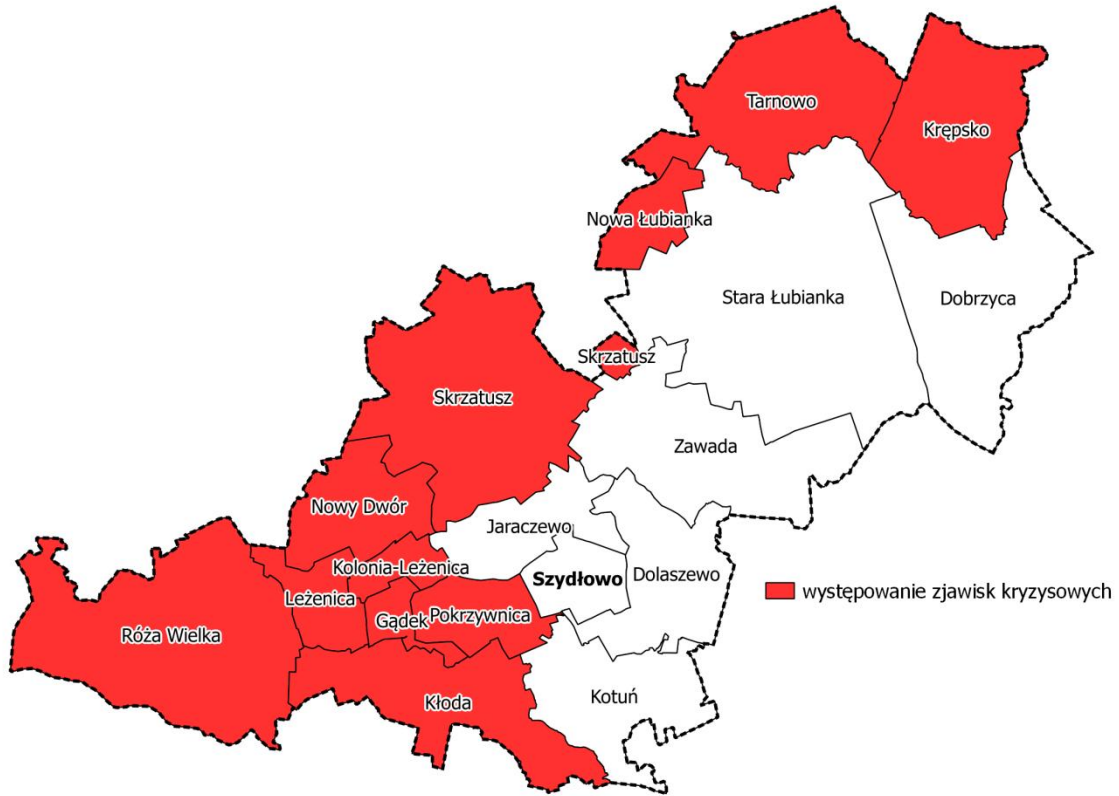 Tarnowo
Krępsko
Nowa Łubianka
Stara Łubianka
Dobrzyca
Skrzatusz
Skrzatusz
Zawada
Nowy Dwór
Jaraczewo
Kolonia-Leżenica
Szydłowo
Dolaszewo
występowanie zjawisk kryzysowych
Leżenica
Gądek
Pokrzywnica
Róża Wielka
Kłoda
Kotuń